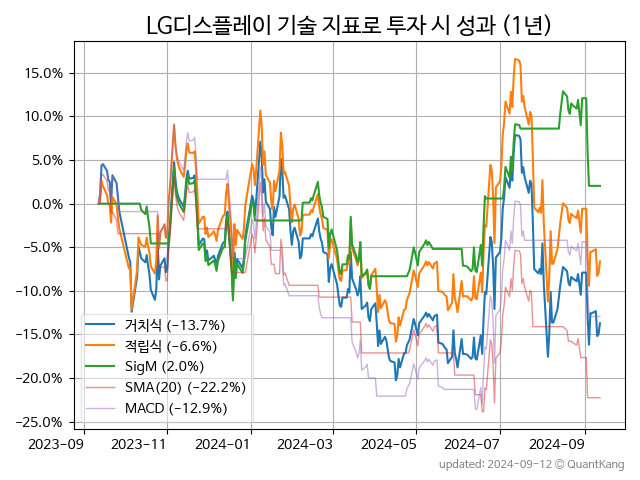 LG디스플레이 기술 지표로 투자 시 성과 (1년)
15.0%
10.0%
5.0%
0.0%
−5.0%
−10.0%
−15.0%
−20.0%
−25.0%
거치식 (−13.7%)
적립식 (−6.6%)
SigM (2.0%)
SMA(20) (−22.2%)
MACD (−12.9%)
2023-09 2023-11 2024-01 2024-03 2024-05 2024-07 2024-09
updated: 2024-09-12 © QuantKang